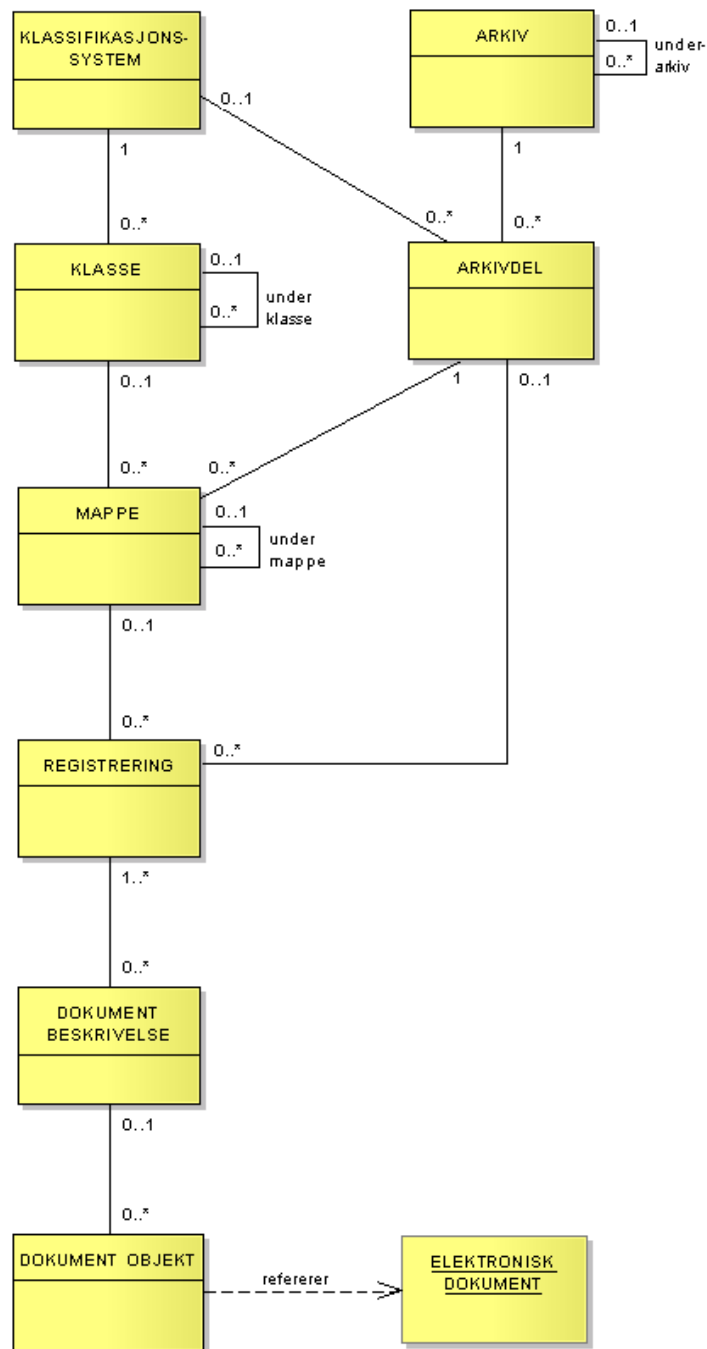 KLASSIFIKASJONS-
SYSTEM
ARKIV
0..1
under-
0..*
arkiv
0..1
1
1
0..*
0..*
0..*
KLASSE
0..1
ARKIVDEL
under
0..*
klasse
0..1
1
0..1
0..*
0..*
MAPPE
0..1
under
0..*
mappe
0..1
0..*
0..*
REGISTRERING
1..*
0..*
DOKUMENT
BESKRIVELSE
0..1
0..*
DOKUMENT OBJEKT
refererer
ELEKTRONISK
DOKUMENT